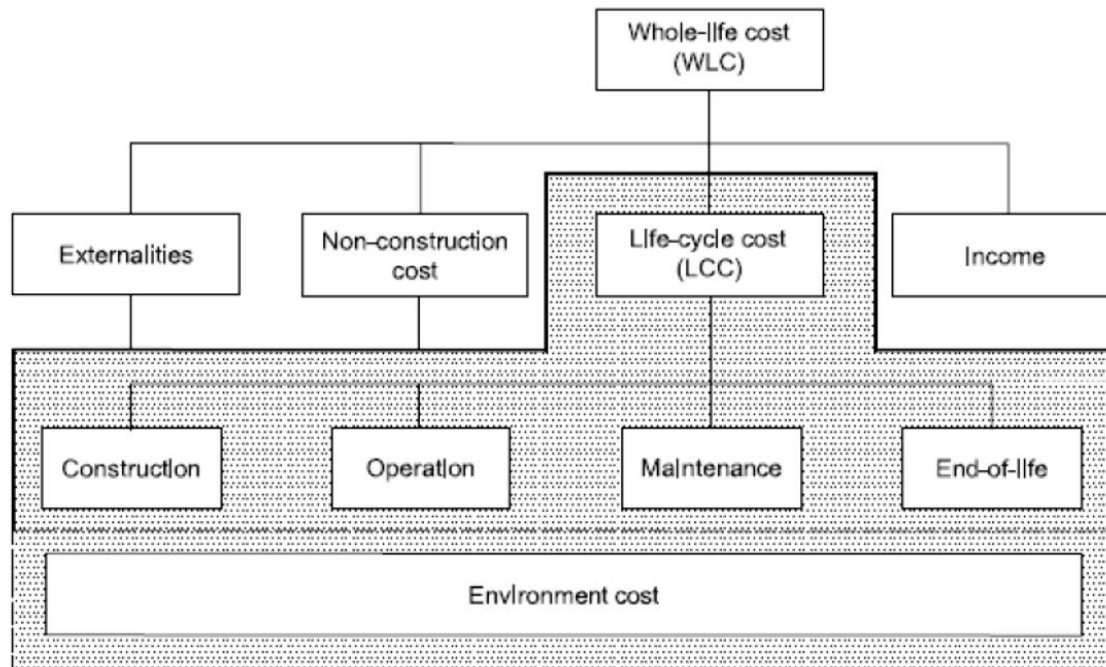 Whole-life cost
(WLC)
Externalities
Non-construction
cost
Life-cycle cost
(LCC)
Income
Construction
Operation
Maintenance
End-of-life
Environment cost